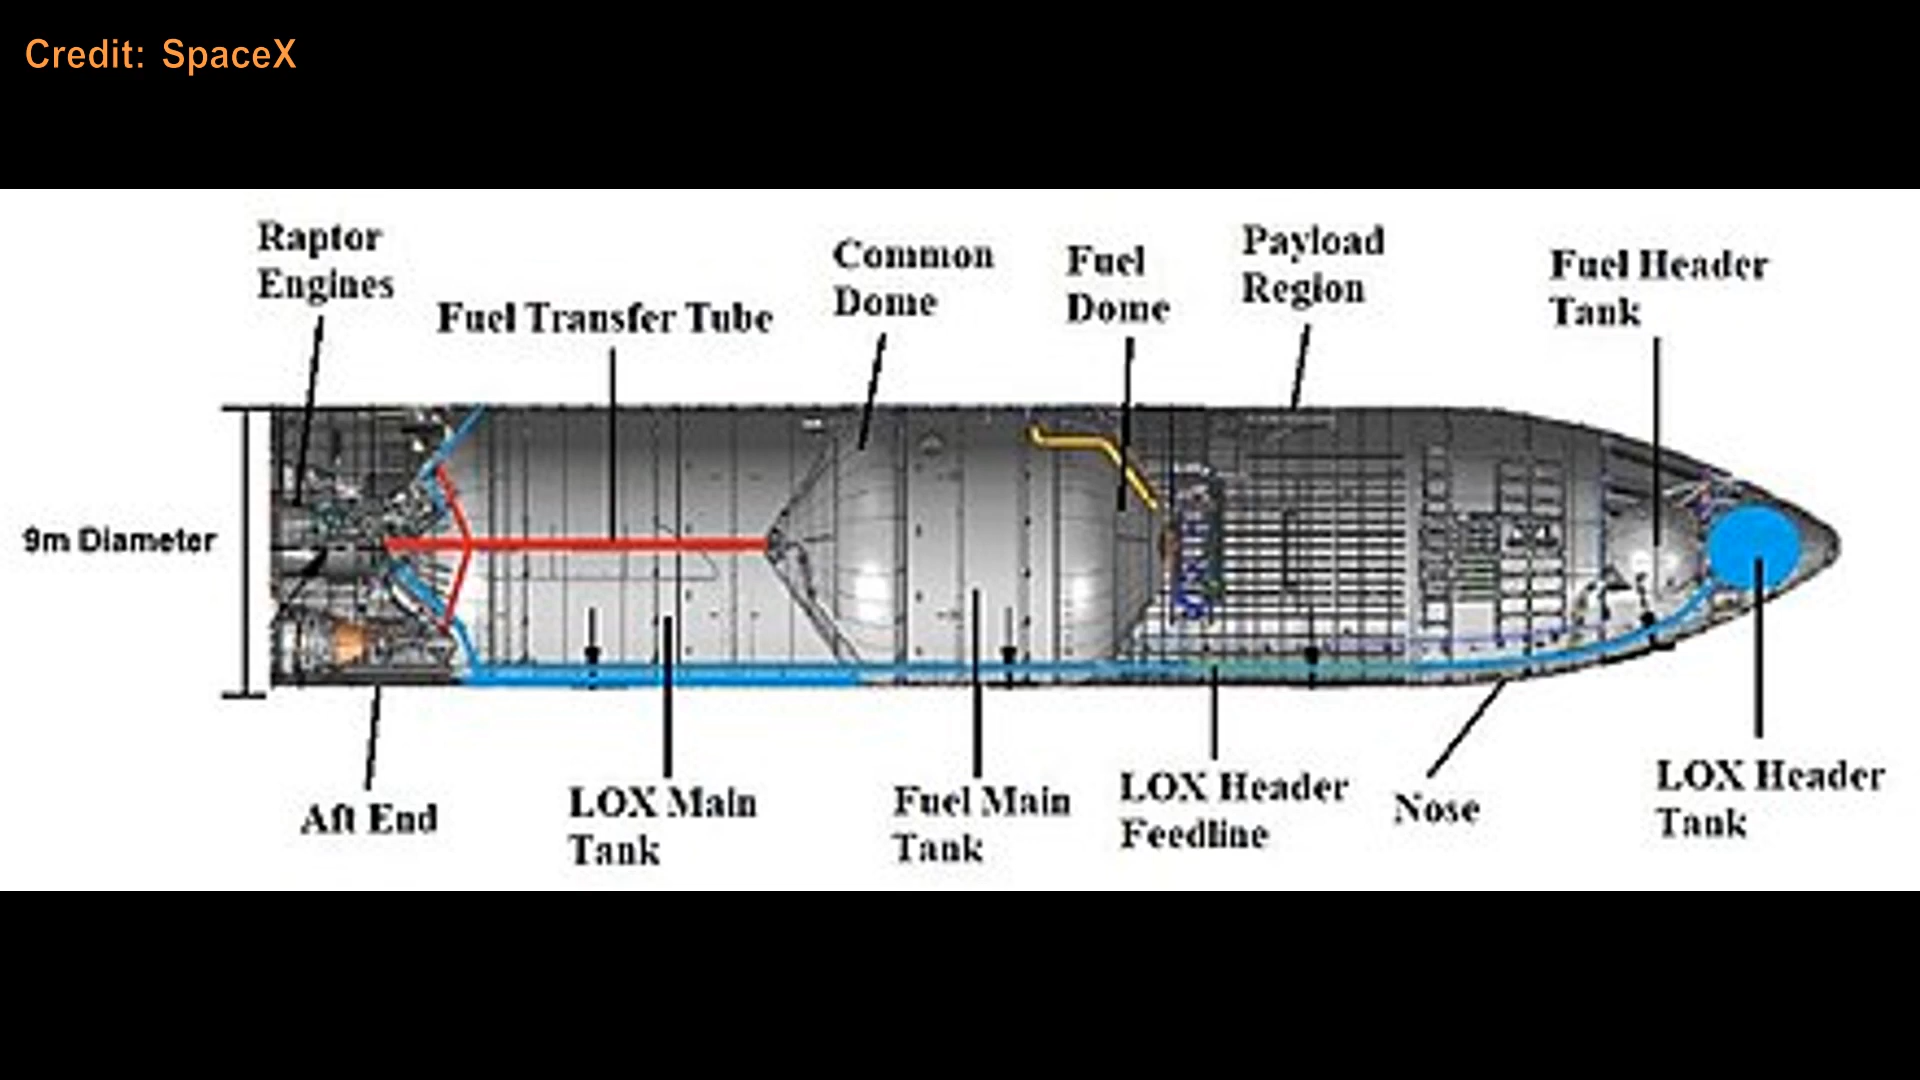 Credit: SpaceX
Raptor
Engines
Fuel Transfer Tube
Common
Dome
Fuel
Dome
Payload
Region
Fuel Header
Tank
9m Diameter
Aft End
LOX Main
Tank
Fuel Main
Tank
LOX Header
Feedline
Nose
LOX Header
Tank